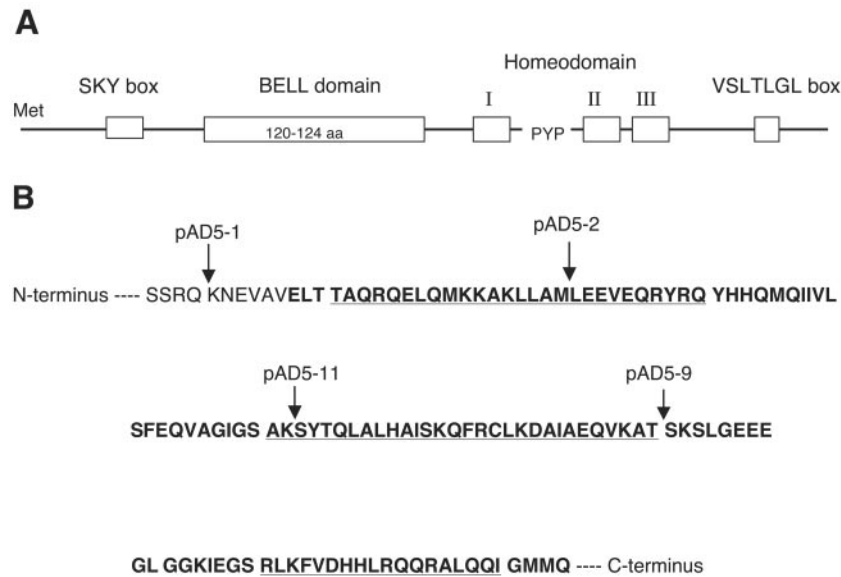 A
Homeodomain
SKY box BELL domain I II III VSLTLGL box
Met
120-124 aa PYP
B
pAD5-1 pAD5-2
N-terminus ---- SSRQ KNEVAVELT TAQRQELQMKKAKLLAMLEEVEQRYRQ YHHQMQIIVL
pAD5-11 pAD5-9
SFEQVAGIGS AKSYTQLALHAISKQFRCLKDAIAEQVKAT SKSLGEEE
GL GGKIEGS RLKFVDHHLRQQRALQQI GMMQ ---- C-terminus